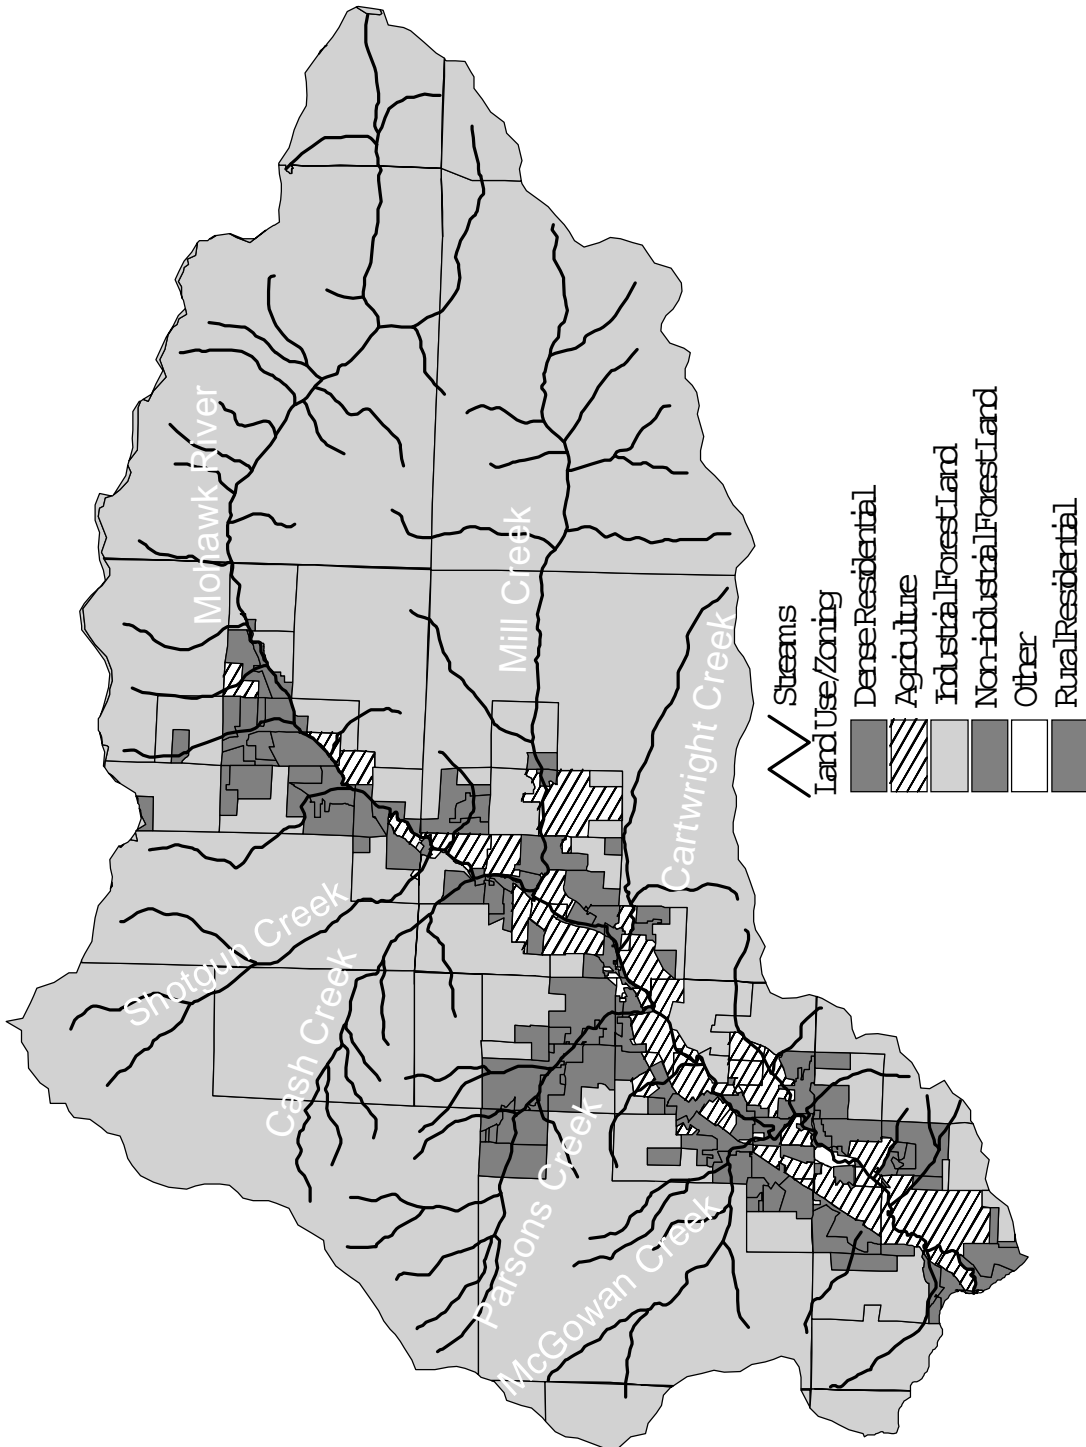 Mohawk River
Mill Creek
Cartwright Creek
Shotgun Creek
Cash Creek
Parsons Creek
McGowan Creek
Streams
Land Use/Zoning
Dense Residential
Agriculture
Industrial Forest Land
Non-industrial Forest Land
Other
Rural Residential